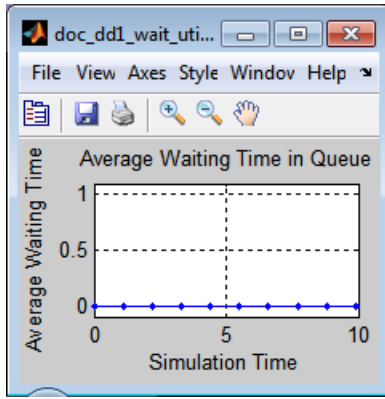 doc_dd1_wait_uti...
File View Axes Style Windov Help
Average Waiting Time in Queue
Average Waiting Time
1
0.5
0
0 5 10
Simulation Time